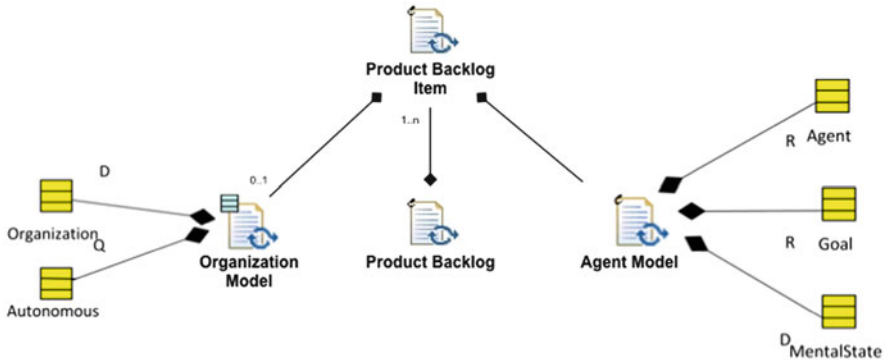 Product Backlog
Item
1..n
0..1
D
Organization
Q
Autonomous
Organization
Model
Product Backlog
Agent Model
R Agent
R Goal
D MentalState